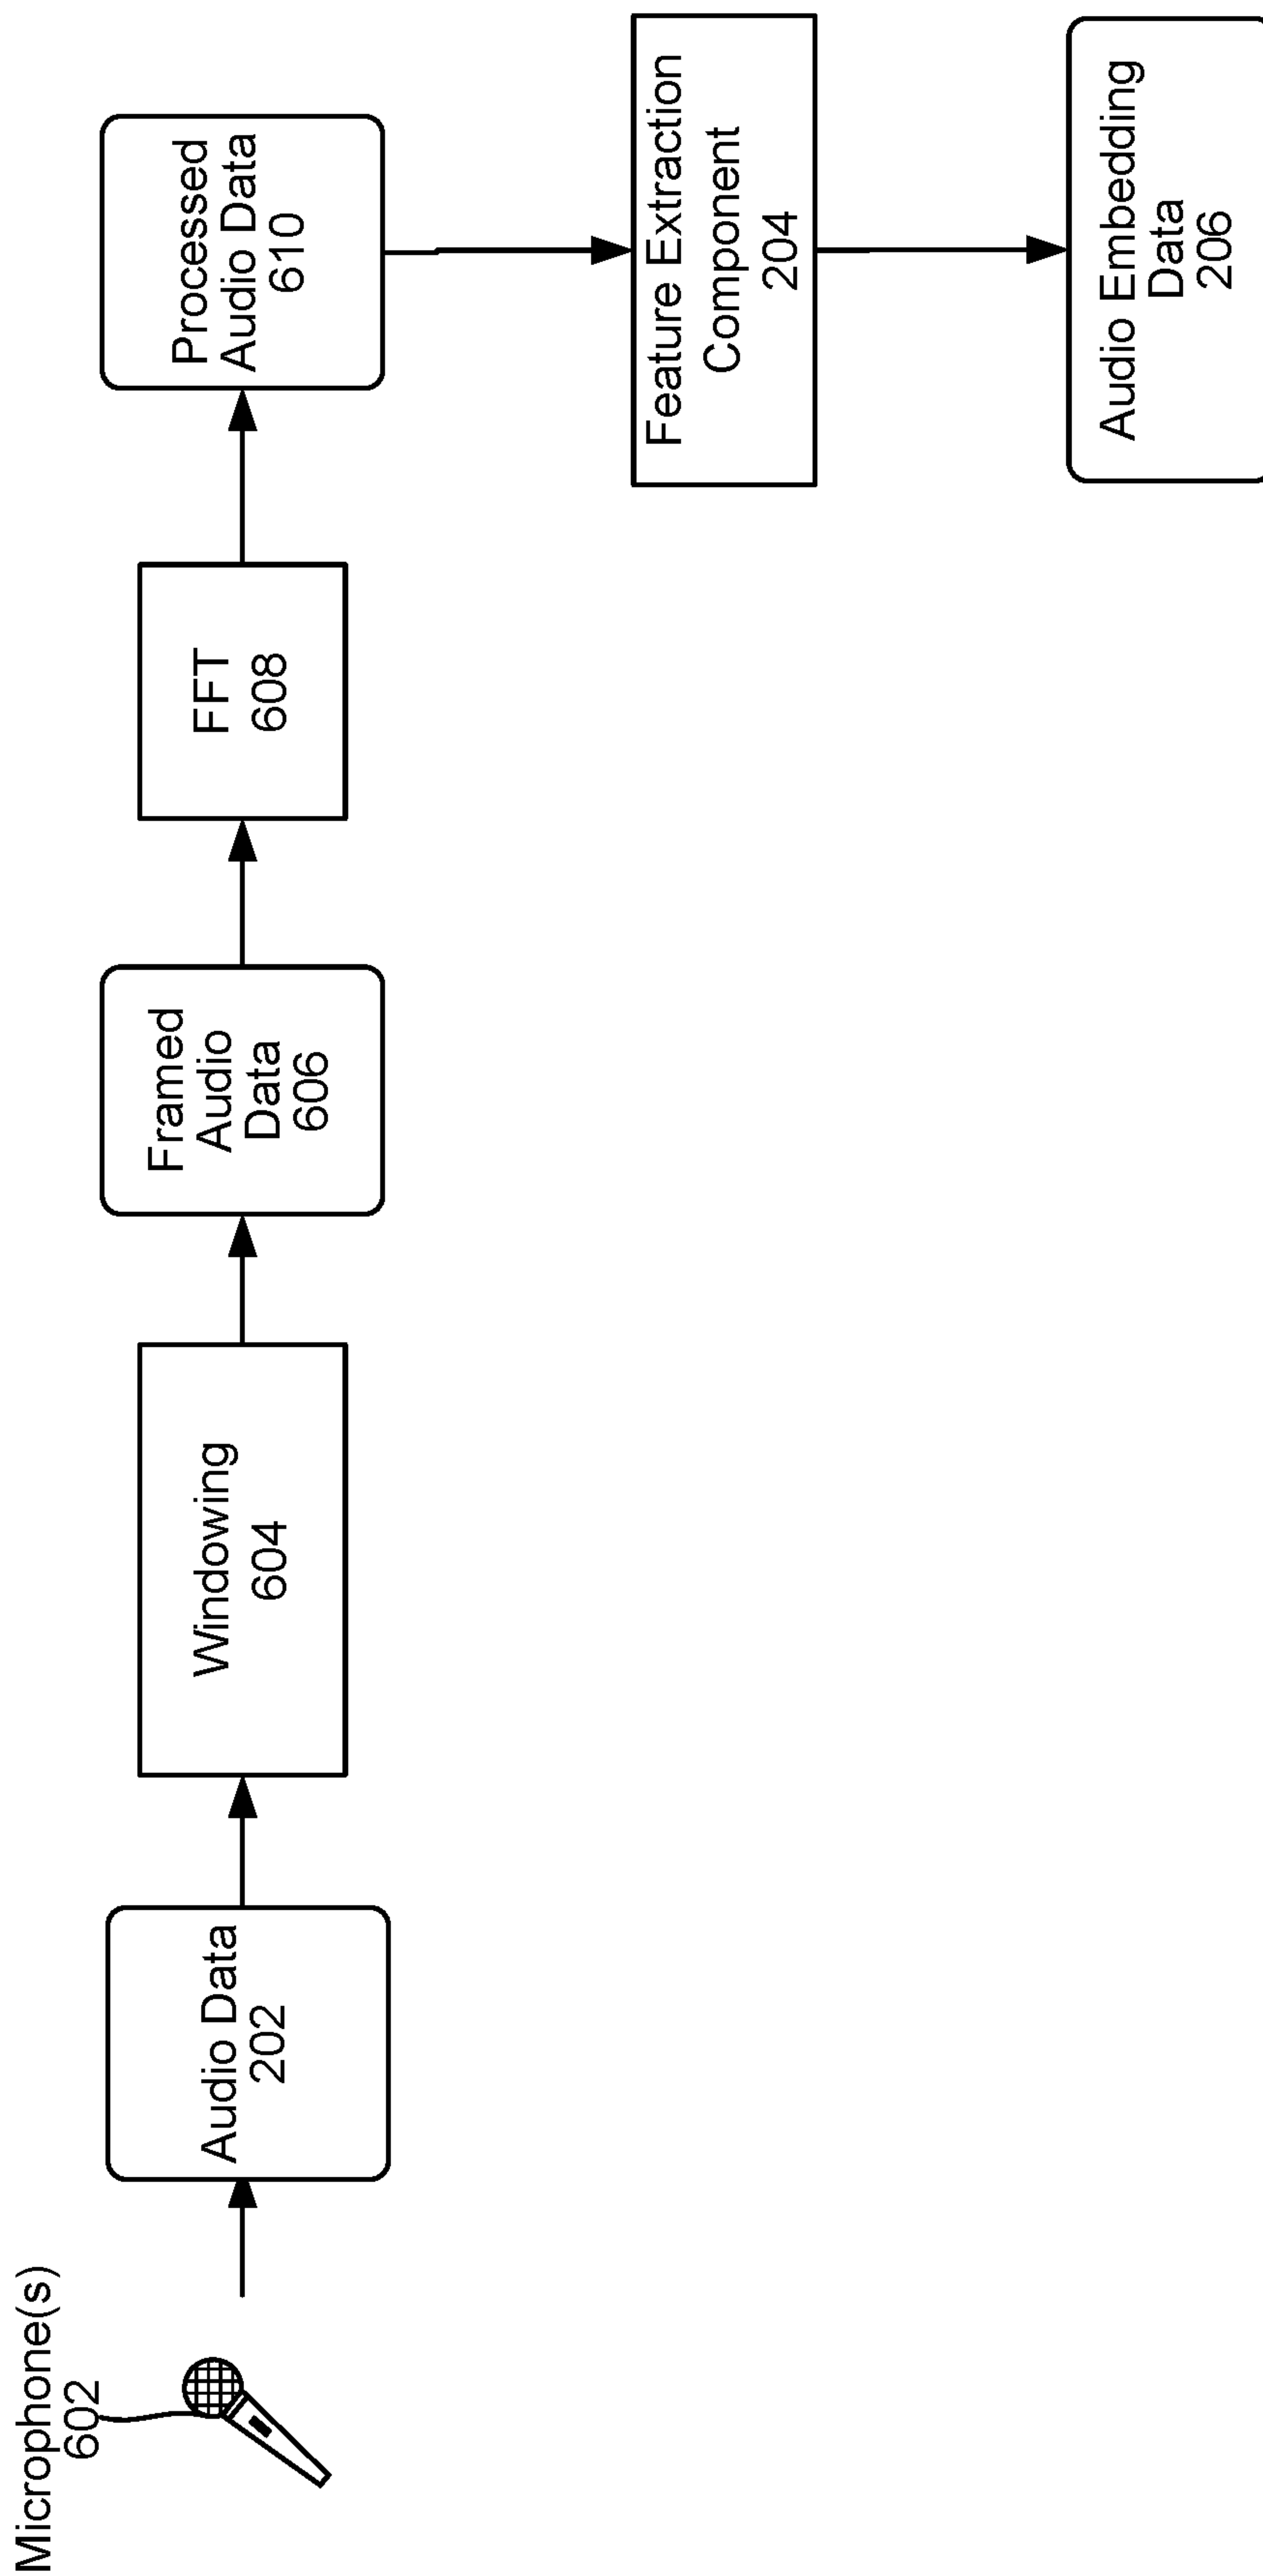 Microphone(s)
602
Audio Data
202
Windowing
604
Framed
Audio
Data
606
FFT
608
Processed
Audio Data
610
Feature Extraction
Component
204
Audio Embedding
Data
206